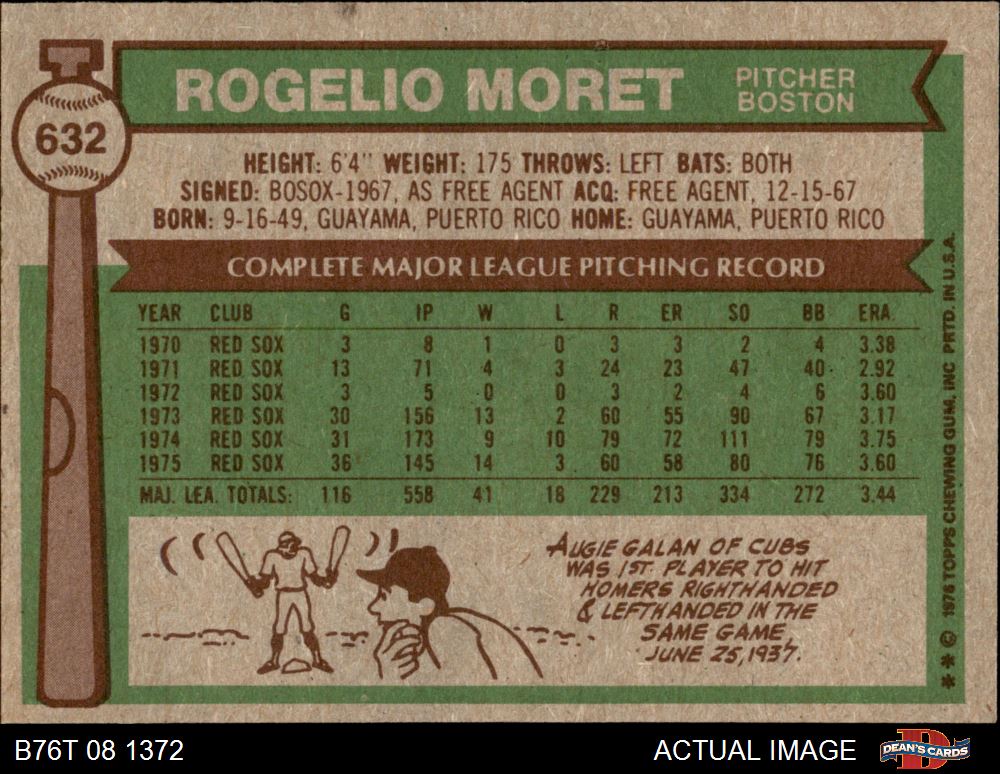 632
ROGELIO MORET
PITCHER
BOSTON
HEIGHT: 6'4" WEIGHT: 175 THROWS: LEFT BATS: BOTH
SIGNED: BOSOX-1967, AS FREE AGENT ACQ: FREE AGENT, 12-15-67
BORN: 9-16-49, GUAYAMA, PUERTO RICO HOME: GUAYAMA, PUERTO RICO
COMPLETE MAJOR LEAGUE PITCHING RECORD
YEAR CLUB G IP W L R ER SO BB ERA
1970 RED SOX 3 8 1 0 3 3 2 4 3.38
1971 RED SOX 13 71 4 3 24 23 47 40 2.92
1972 RED SOX 3 5 0 0 3 2 4 6 3.60
1973 RED SOX 30 156 13 2 60 55 90 67 3.17
1974 RED SOX 31 173 9 10 79 72 111 79 3.75
1975 RED SOX 36 145 14 3 60 58 80 76 3.60
MAJ. LEA. TOTALS: 116 558 41 18 229 213 334 272 3.44
AUGIE GALAN OF CUBS
WAS 1ST. PLAYER TO HIT
HOMERS RIGHTHANDED
& LEFTHANDED IN THE
SAME GAME,
JUNE 25, 1937.
** © 1976 TOPPS CHEWING GUM, INC PRTD. IN U.S.A.
B76T 08 1372
ACTUAL IMAGE
DEAN'S CARDS